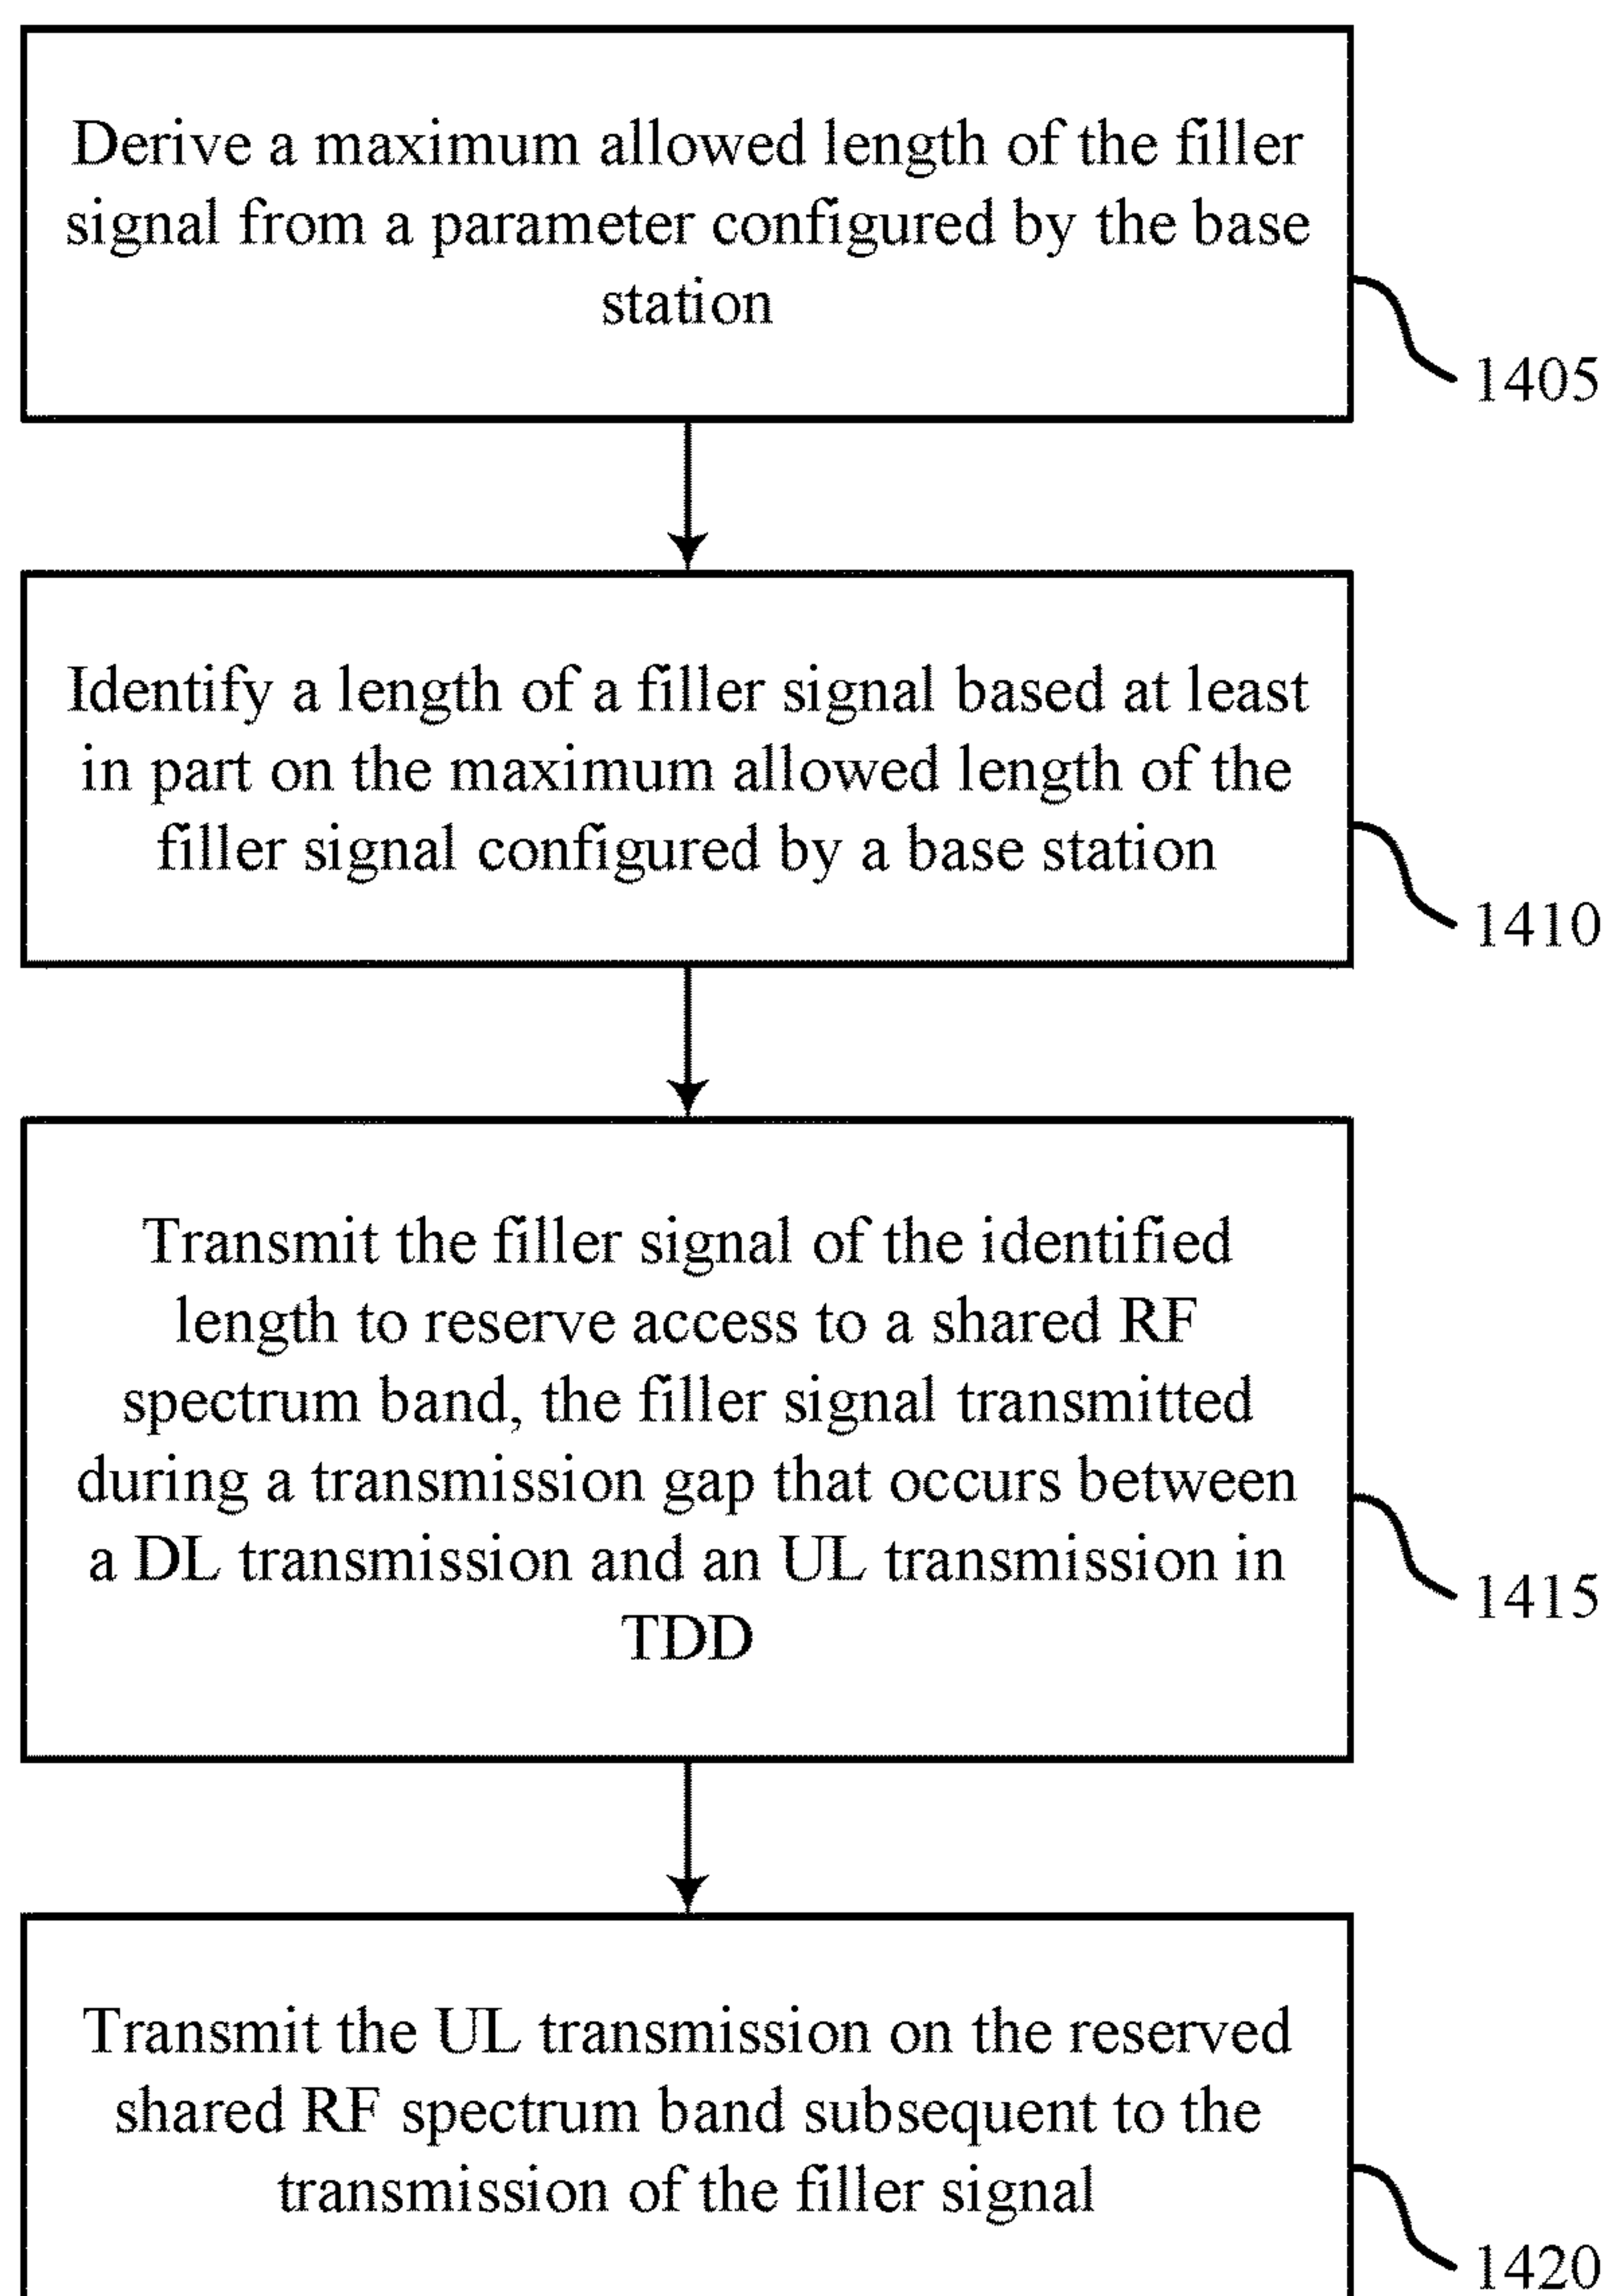 Derive a maximum allowed length of the filler
signal from a parameter configured by the base
station
1405
Identify a length of a filler signal based at least
in part on the maximum allowed length of the
filler signal configured by a base station
1410
Transmit the filler signal of the identified
length to reserve access to a shared RF
spectrum band, the filler signal transmitted
during a transmission gap that occurs between
a DL transmission and an UL transmission in
TDD
1415
Transmit the UL transmission on the reserved
shared RF spectrum band subsequent to the
transmission of the filler signal
1420